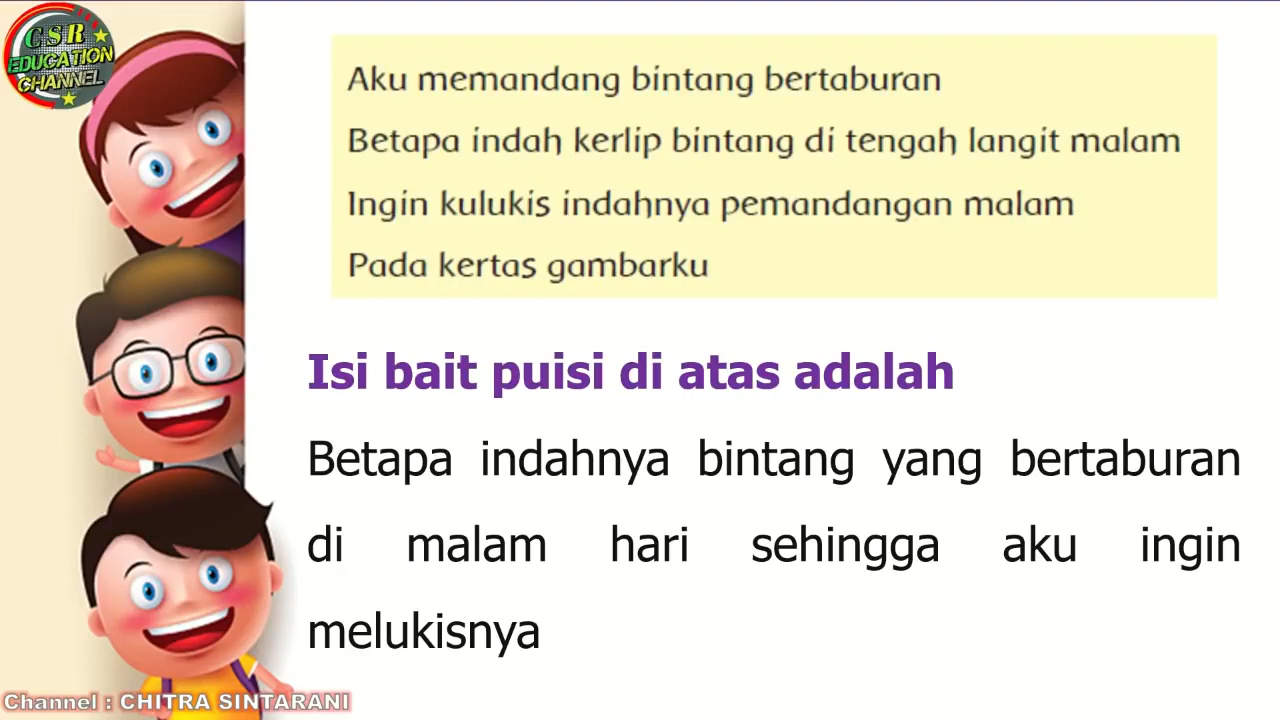 CSR
EDUCATION
CHANNEL
Aku memandang bintang bertaburan
Betapa indah kerlip bintang di tengah langit malam
Ingin kulukis indahnya pemandangan malam
Pada kertas gambarku
Isi bait puisi di atas adalah
Betapa indahnya bintang yang bertaburan
di malam hari sehingga aku ingin
melukisnya
Channel : CHITRA SINTARANI